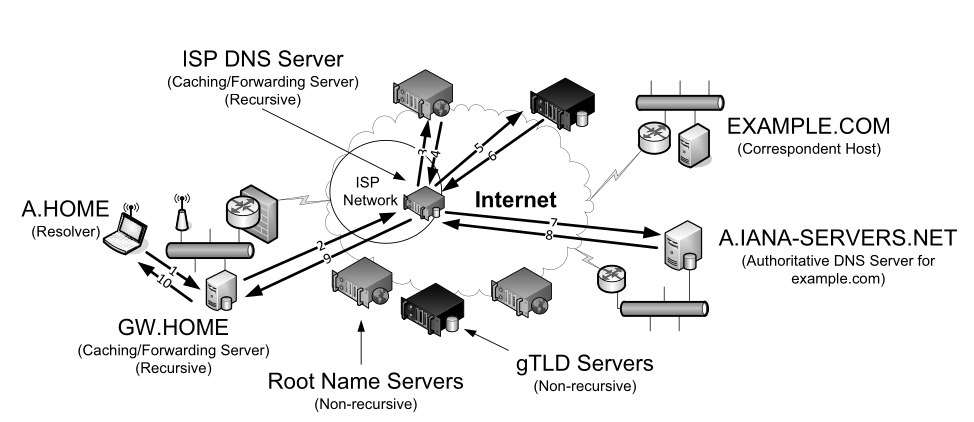 ISP DNS Server
(Caching/Forwarding Server)
(Recursive)
3
4
5
6
EXAMPLE.COM
(Correspondent Host)
ISP
Network
Internet
A.HOME
(Resolver)
2
9
7
8
A.IANA-SERVERS.NET
(Authoritative DNS Server for
example.com)
1
10
GW.HOME
(Caching/Forwarding Server)
(Recursive)
Root Name Servers
(Non-recursive)
gTLD Servers
(Non-recursive)